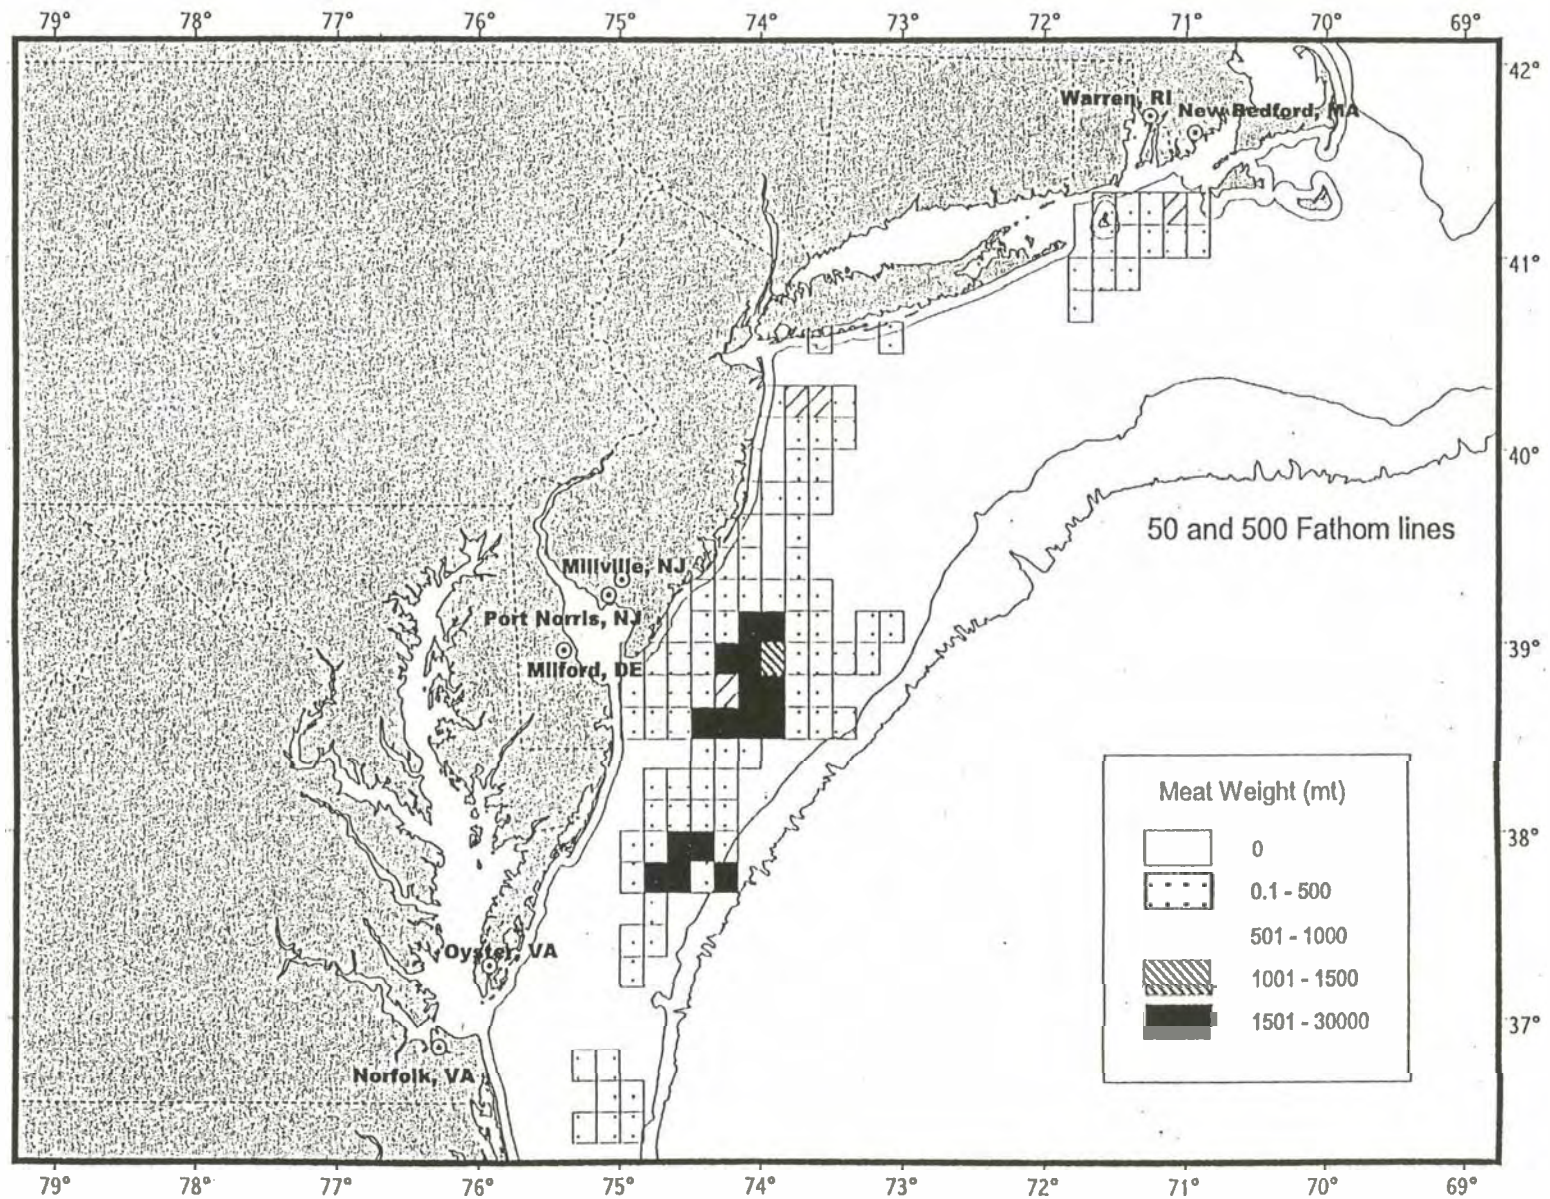 79° 78° 77° 76° 75° 74° 73° 72° 71° 70° 69°
42°
Warren, RI
New Bedford, MA
41°
40°
50 and 500 Fathom lines
Millville, NJ
Port Norris, NJ
39°
Milford, DE
Meat Weight (mt)
0
38°
0.1 - 500
501 - 1000
Oyster, VA
1001 - 1500
1501 - 30000
37°
Norfolk, VA
79° 78° 77° 76° 75° 74° 73° 72° 71° 70° 69°